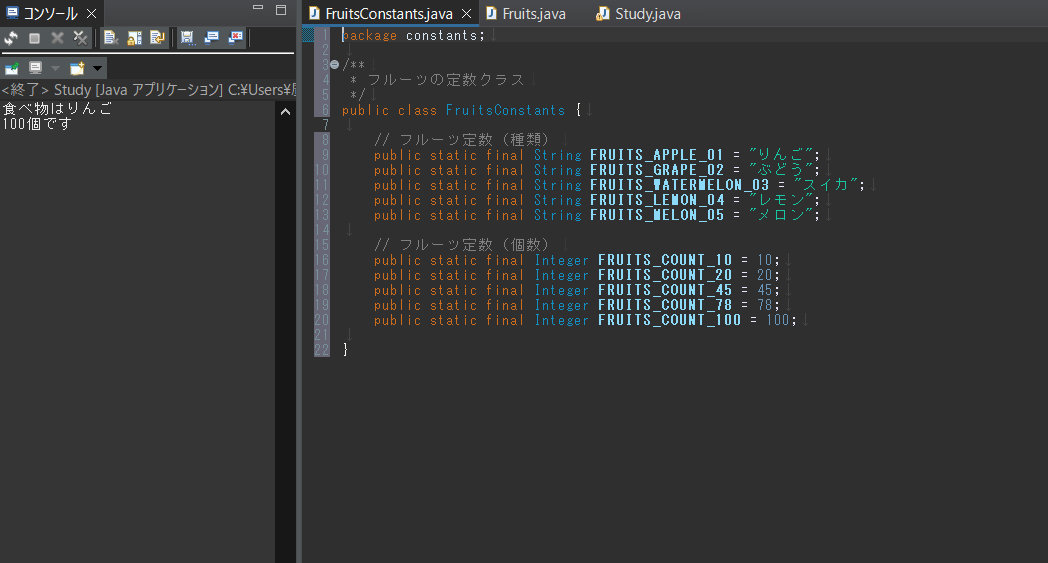 コンソール
<終了> Study [Java アプリケーション] C:¥Users¥
食べ物はりんご
100個です
FruitsConstants.java
Fruits.java
Study.java
1 package constants;
2
3 /**
4 * フルーツの定数クラス
5 */
6 public class FruitsConstants {
7
8 // フルーツ定数（種類）
9 public static final String FRUITS_APPLE_01 = "りんご";
10 public static final String FRUITS_GRAPE_02 = "ぶどう";
11 public static final String FRUITS_WATERMELON_03 = "スイカ";
12 public static final String FRUITS_LEMON_04 = "レモン";
13 public static final String FRUITS_MELON_05 = "メロン";
14
15 // フルーツ定数（個数）
16 public static final Integer FRUITS_COUNT_10 = 10;
17 public static final Integer FRUITS_COUNT_20 = 20;
18 public static final Integer FRUITS_COUNT_45 = 45;
19 public static final Integer FRUITS_COUNT_78 = 78;
20 public static final Integer FRUITS_COUNT_100 = 100;
21
22 }